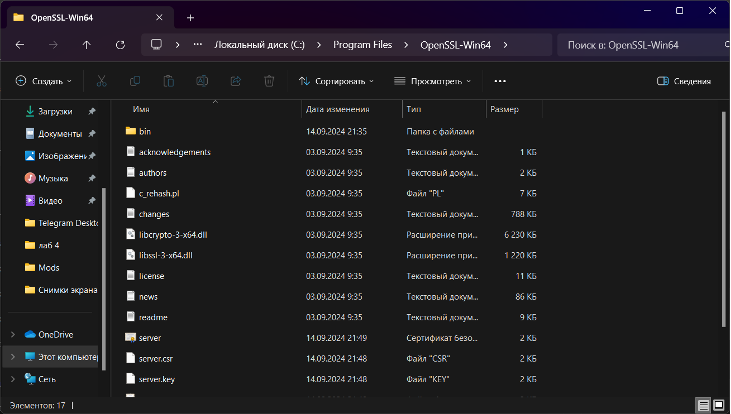 OpenSSL-Win64
Локальный диск (C:) Program Files OpenSSL-Win64 Поиск в: OpenSSL-Win64
Создать Сортировать Просмотреть Сведения
Имя Дата изменения Тип Размер
Загрузки
Документы
Изображени
Музыка
Видео
Telegram Deskto
лаб 4
Mods
Снимки экрана
OneDrive
Этот компьютер
Сеть
bin 14.09.2024 21:35 Папка с файлами
acknowledgements 03.09.2024 9:35 Текстовый докум... 1 КБ
authors 03.09.2024 9:35 Текстовый докум... 2 КБ
c_rehash.pl 03.09.2024 9:35 Файл "PL" 7 КБ
changes 03.09.2024 9:35 Текстовый докум... 788 КБ
libcrypto-3-x64.dll 03.09.2024 9:35 Расширение при... 6 230 КБ
libssl-3-x64.dll 03.09.2024 9:35 Расширение при... 1 220 КБ
license 03.09.2024 9:35 Текстовый докум... 11 КБ
news 03.09.2024 9:35 Текстовый докум... 86 КБ
readme 03.09.2024 9:35 Текстовый докум... 9 КБ
server 14.09.2024 21:49 Сертификат безо... 2 КБ
server.csr 14.09.2024 21:48 Файл "CSR" 2 КБ
server.key 14.09.2024 21:48 Файл "KEY" 2 КБ
Элементов: 17